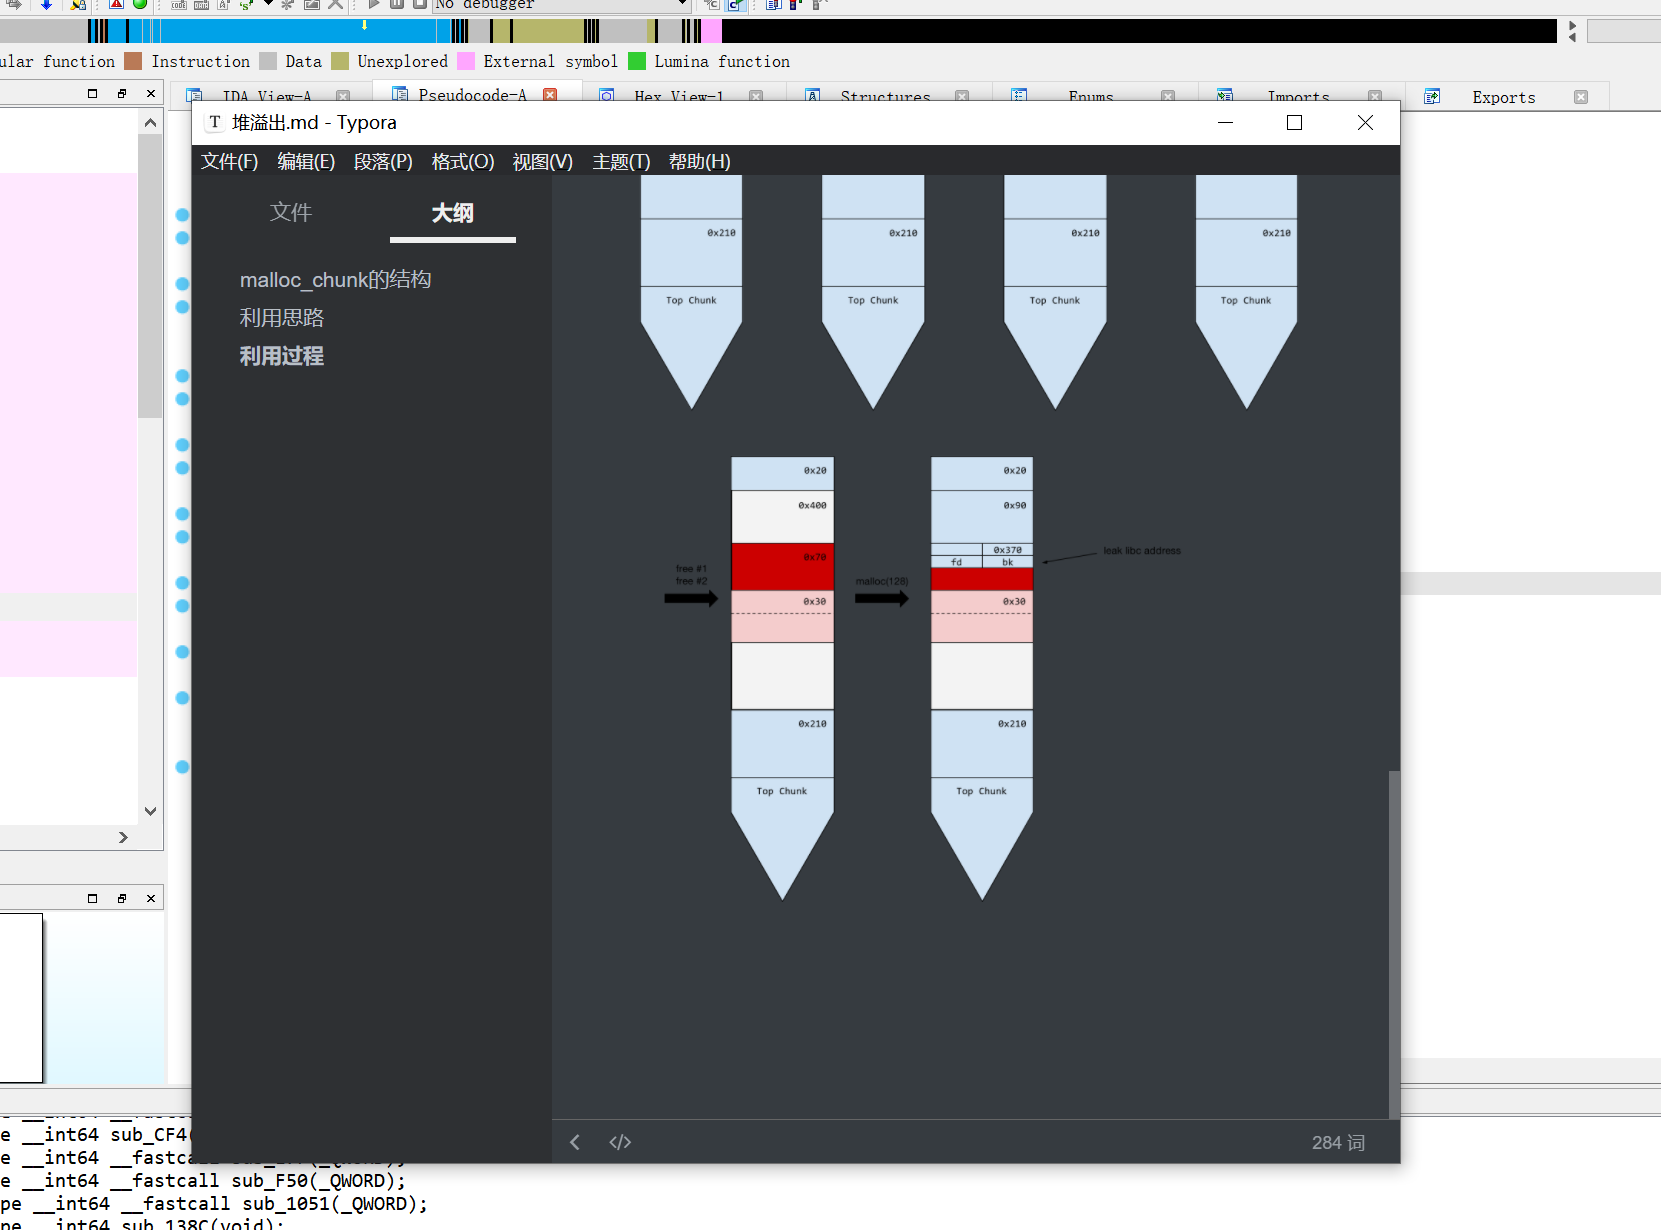 No debugger
ular function Instruction Data Unexplored External symbol Lumina function
IDA View-A Pseudocode-A Hex View-1 Structures Enums Imports Exports
T 堆溢出.md - Typora
文件(F) 编辑(E) 段落(P) 格式(O) 视图(V) 主题(T) 帮助(H)
文件 大纲
malloc_chunk的结构
利用思路
利用过程
0x210 0x210 0x210 0x210
Top Chunk Top Chunk Top Chunk Top Chunk
0x20
0x400
0x70
free #1
free #2
0x30
0x210
Top Chunk
malloc(128)
0x20
0x90
0x370
fd bk
leak libc address
0x30
0x210
Top Chunk
</> 284 词
e __int64 sub_CF4(
e __int64 __fastcall
e __int64 __fastcall sub_F50(_QWORD);
pe __int64 __fastcall sub_1051(_QWORD);
pe __int64 sub_138C(void);